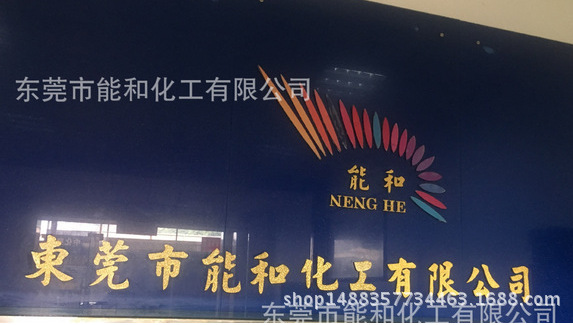 东莞市能和化工有限公司
能和
NENG HE
東莞市能和化工有限公司
shop1488357734463.1688.com
东莞市能和化工有限公司